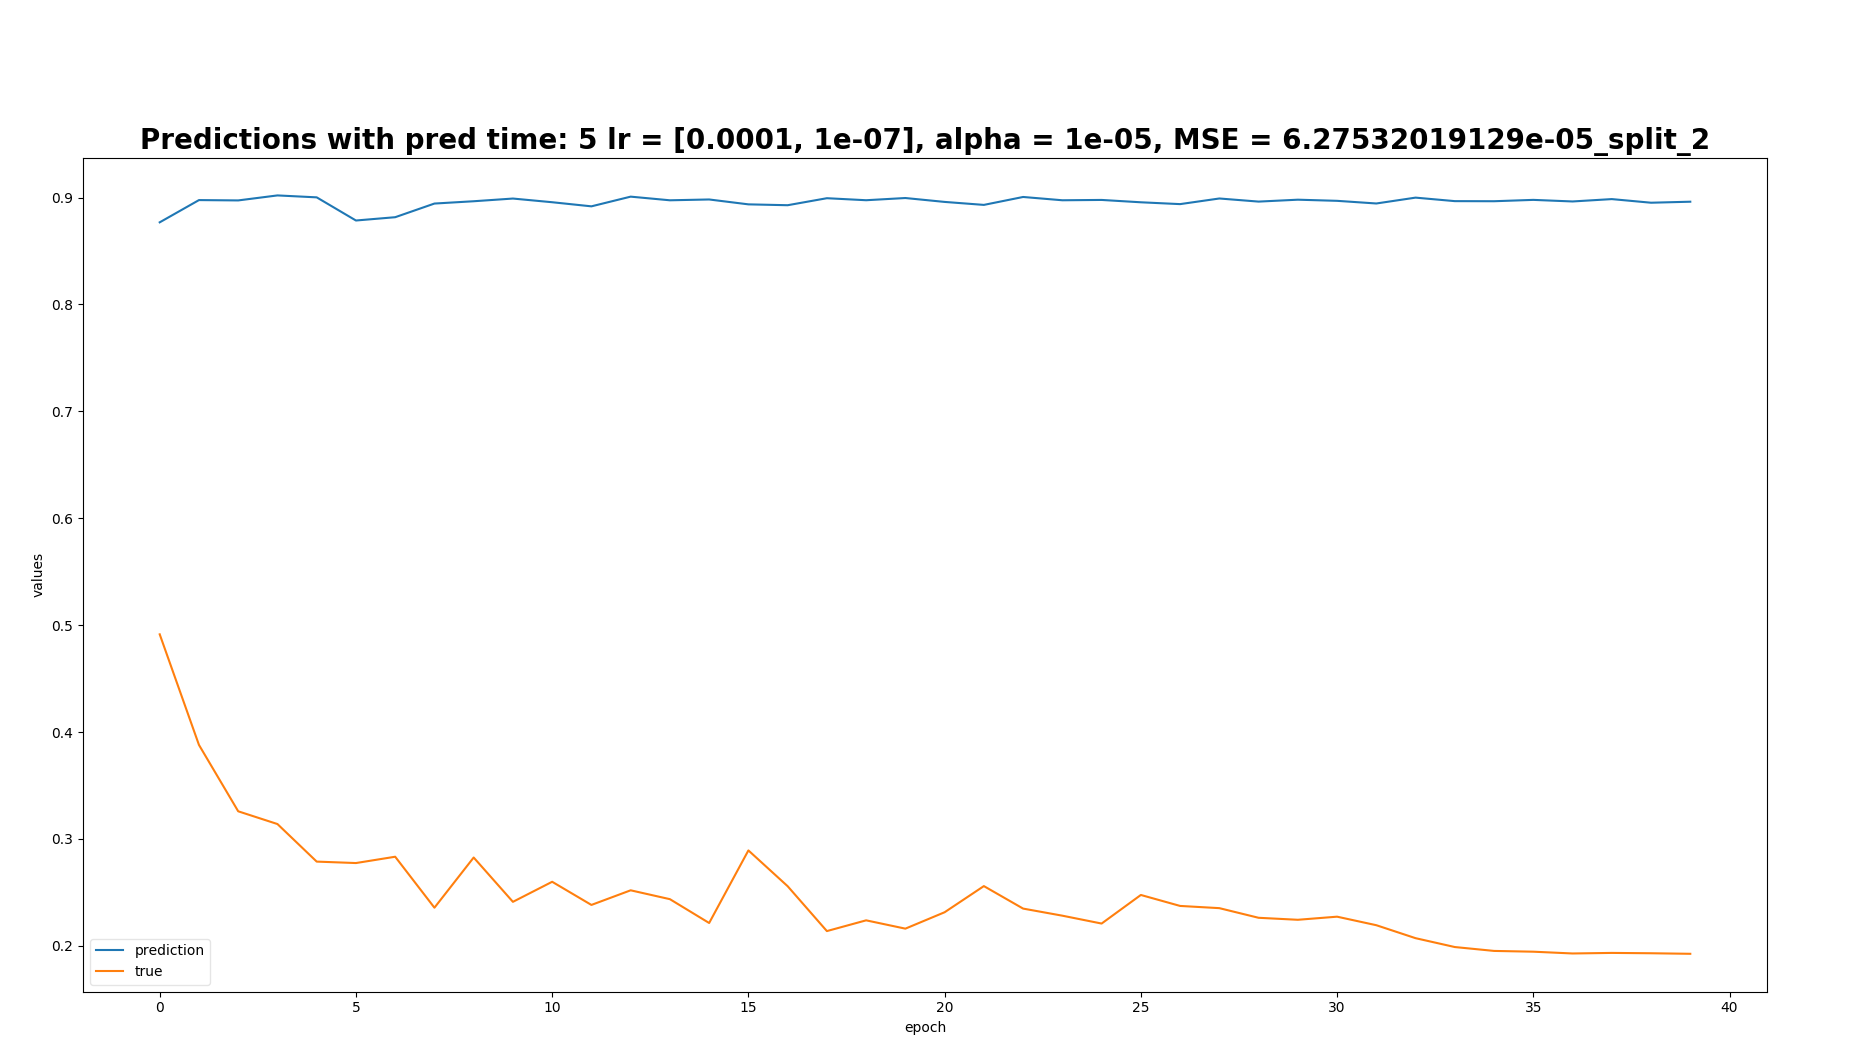 Predictions with pred time: 5 lr = [0.0001, 1e-07], alpha = 1e-05, MSE = 6.27532019129e-05_split_2
0.9
0.8
0.7
0.6
0.5
0.4
0.3
0.2
values
prediction
true
0 5 10 15 20 25 30 35 40
epoch